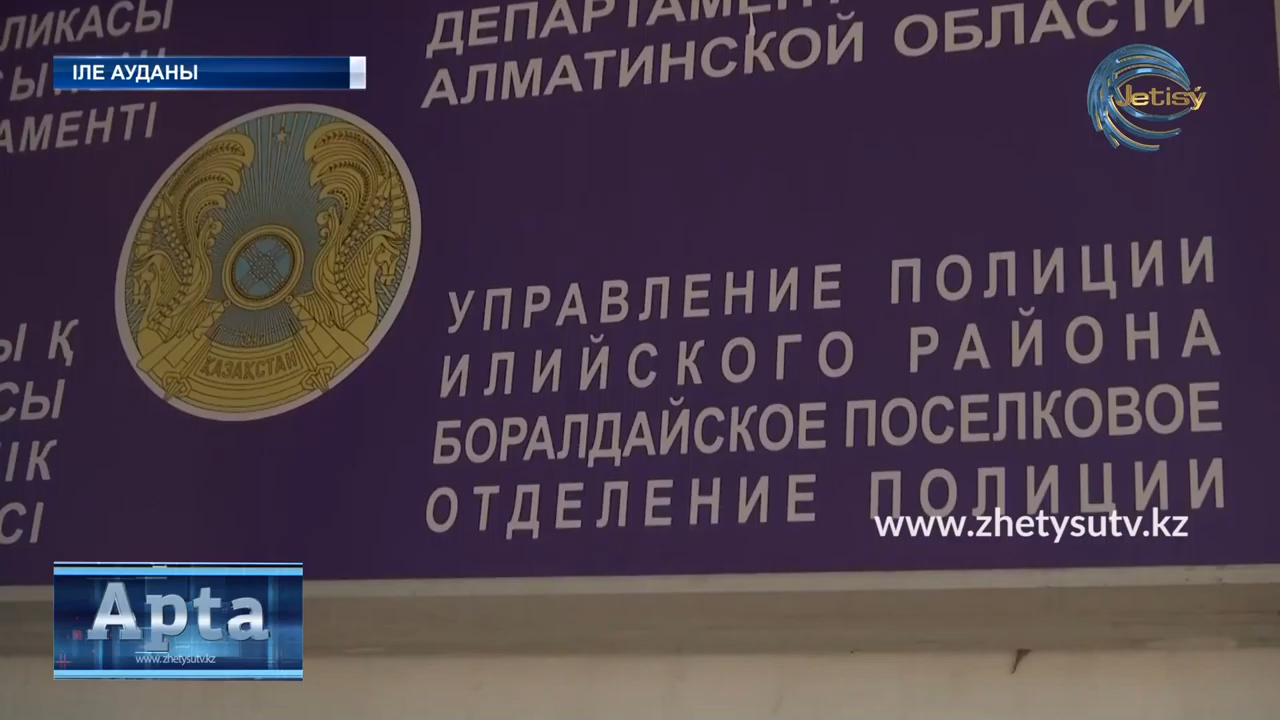 ІЛЕ АУДАНЫ
Jetisý
ДЕПАРТАМЕНТ
АЛМАТИНСКОЙ ОБЛАСТИ
ҚАЗАҚСТАН
УПРАВЛЕНИЕ ПОЛИЦИИ
ИЛИЙСКОГО РАЙОНА
БОРАЛДАЙСКОЕ ПОСЕЛКОВОЕ
ОТДЕЛЕНИЕ ПОЛИЦИИ
www.zhetysutv.kz
Apta
www.zhetysutv.kz